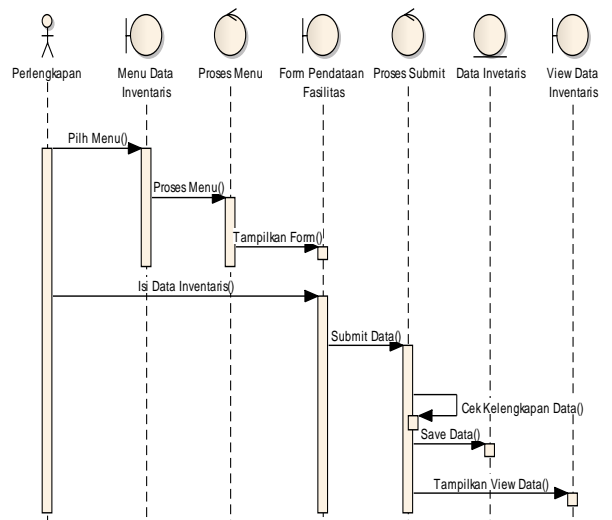 Perlengkapan
Menu Data
Inventaris
Proses Menu
Form Pendataan
Fasilitas
Proses Submit
Data Invetaris
View Data
Inventaris
Pilh Menu()
Proses Menu()
Tampilkan Form()
Isi Data Inventaris()
Submit Data()
Cek Kelengkapan Data()
Save Data()
Tampilkan View Data()